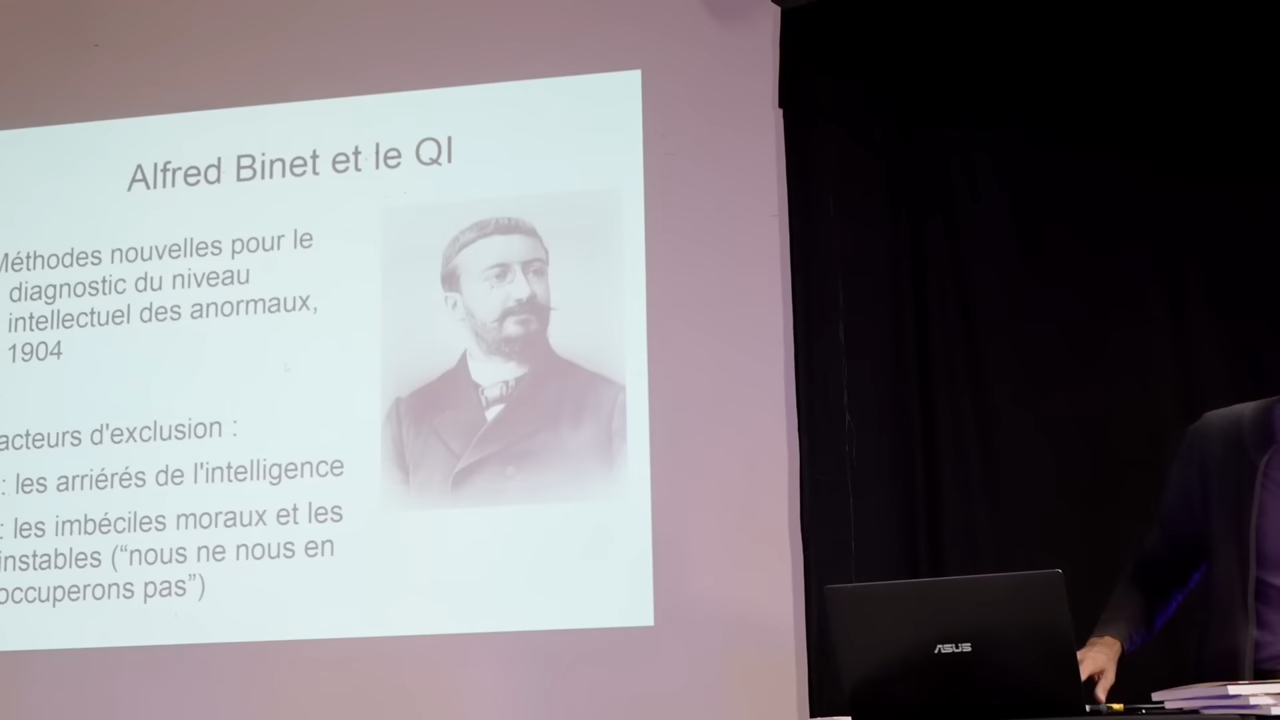 Alfred Binet et le QI
Méthodes nouvelles pour le
diagnostic du niveau
intellectuel des anormaux,
1904
d'exclusion :
: les arriérés de l'intelligence
: les imbéciles moraux et les
instables (“nous ne nous en
occuperons pas”)
ASUS